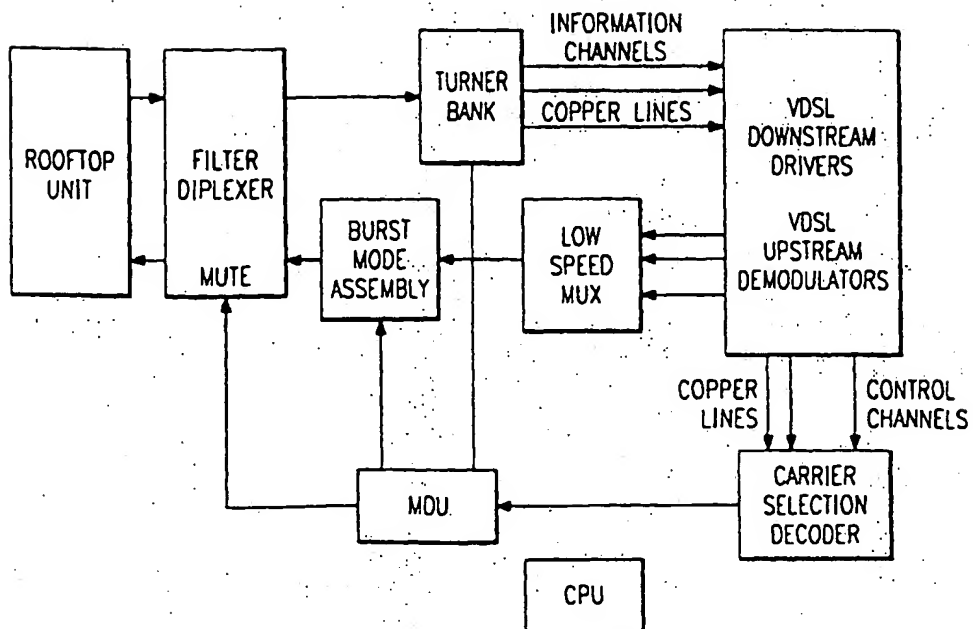 INFORMATION
CHANNELS
TURNER
BANK
COPPER LINES
ROOFTOP
UNIT
FILTER
DIPLEXER
MUTE
BURST
MODE
ASSEMBLY
LOW
SPEED
MUX
VDSL
DOWNSTREAM
DRIVERS
VDSL
UPSTREAM
DEMODULATORS
COPPER
LINES
CONTROL
CHANNELS
MDU
CARRIER
SELECTION
DECODER
CPU